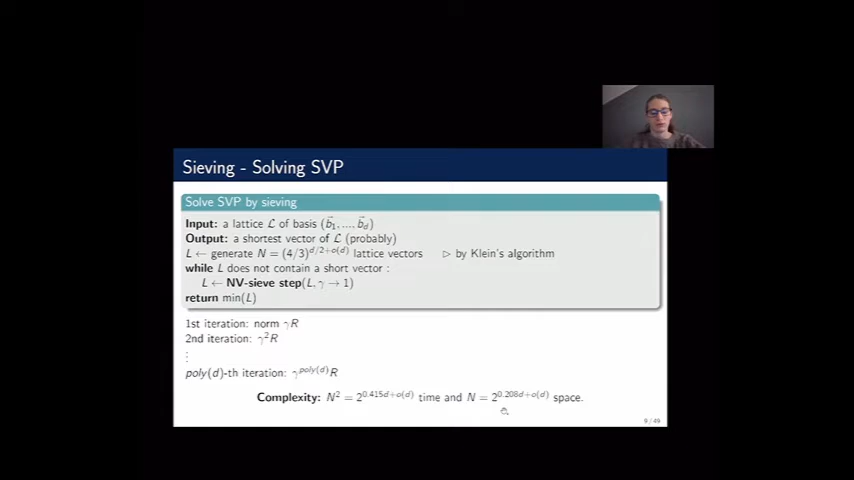 Sieving - Solving SVP
Solve SVP by sieving
Input: a lattice ℒ of basis (b⃗₁, ..., b⃗_d)
Output: a shortest vector of ℒ (probably)
L ← generate N = (4/3)^{d/2+o(d)} lattice vectors ▷ by Klein's algorithm
while L does not contain a short vector :
L ← NV-sieve step(L, γ → 1)
return min(L)
1st iteration: norm γR
2nd iteration: γ²R
⋮
poly(d)-th iteration: γ^{poly(d)}R
Complexity: N² = 2^{0.415d+o(d)} time and N = 2^{0.208d+o(d)} space.
9 / 49